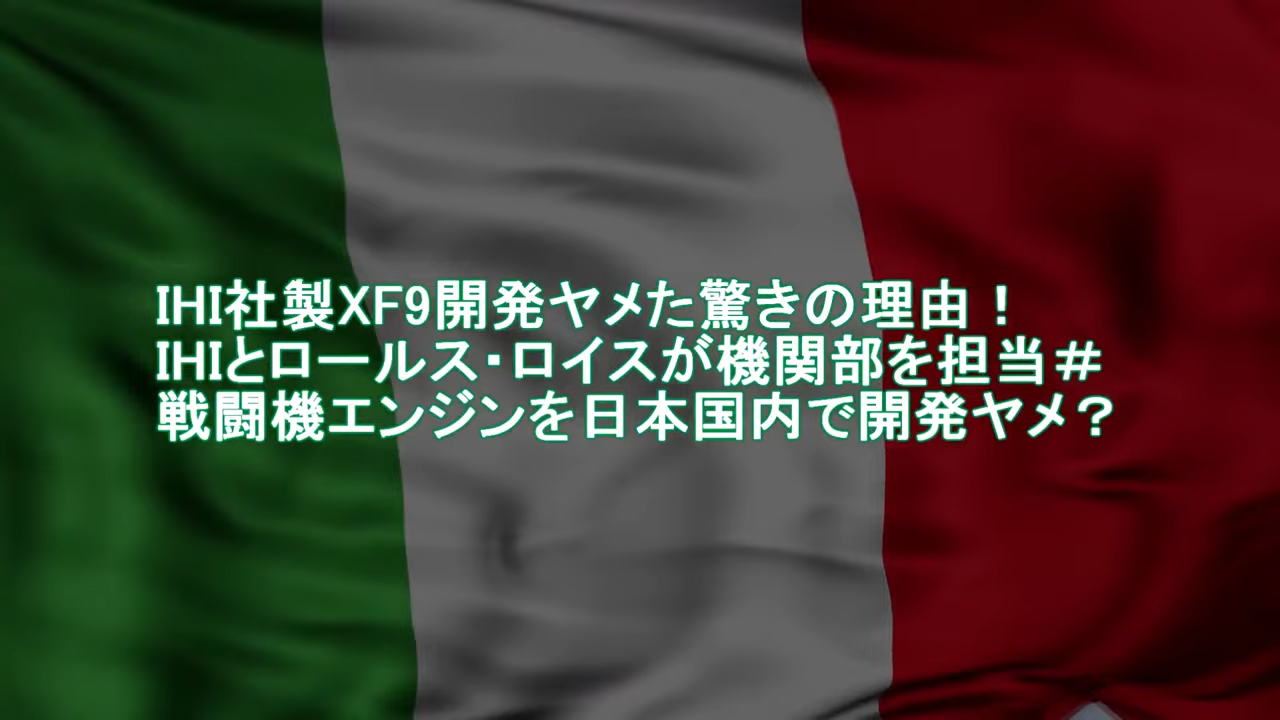 IHI社製XF9開発ヤメた驚きの理由！
IHIとロールス・ロイスが機関部を担当＃
戦闘機エンジンを日本国内で開発ヤメ？